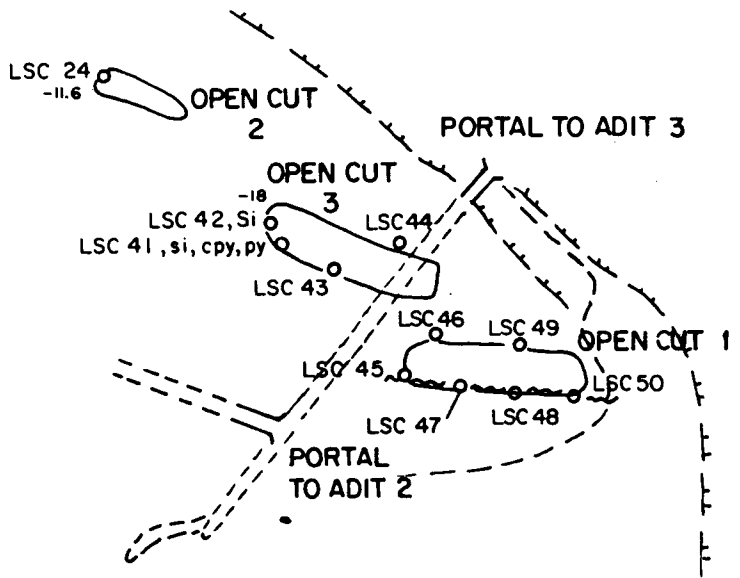 LSC 24
-11.6
OPEN CUT
2
PORTAL TO ADIT 3
OPEN CUT
3
-18
LSC 42, Si
LSC 41, si, cpy, py
LSC 44
LSC 43
LSC 46
LSC 49
OPEN CUT 1
LSC 45
LSC 50
LSC 47
LSC 48
PORTAL
TO ADIT 2